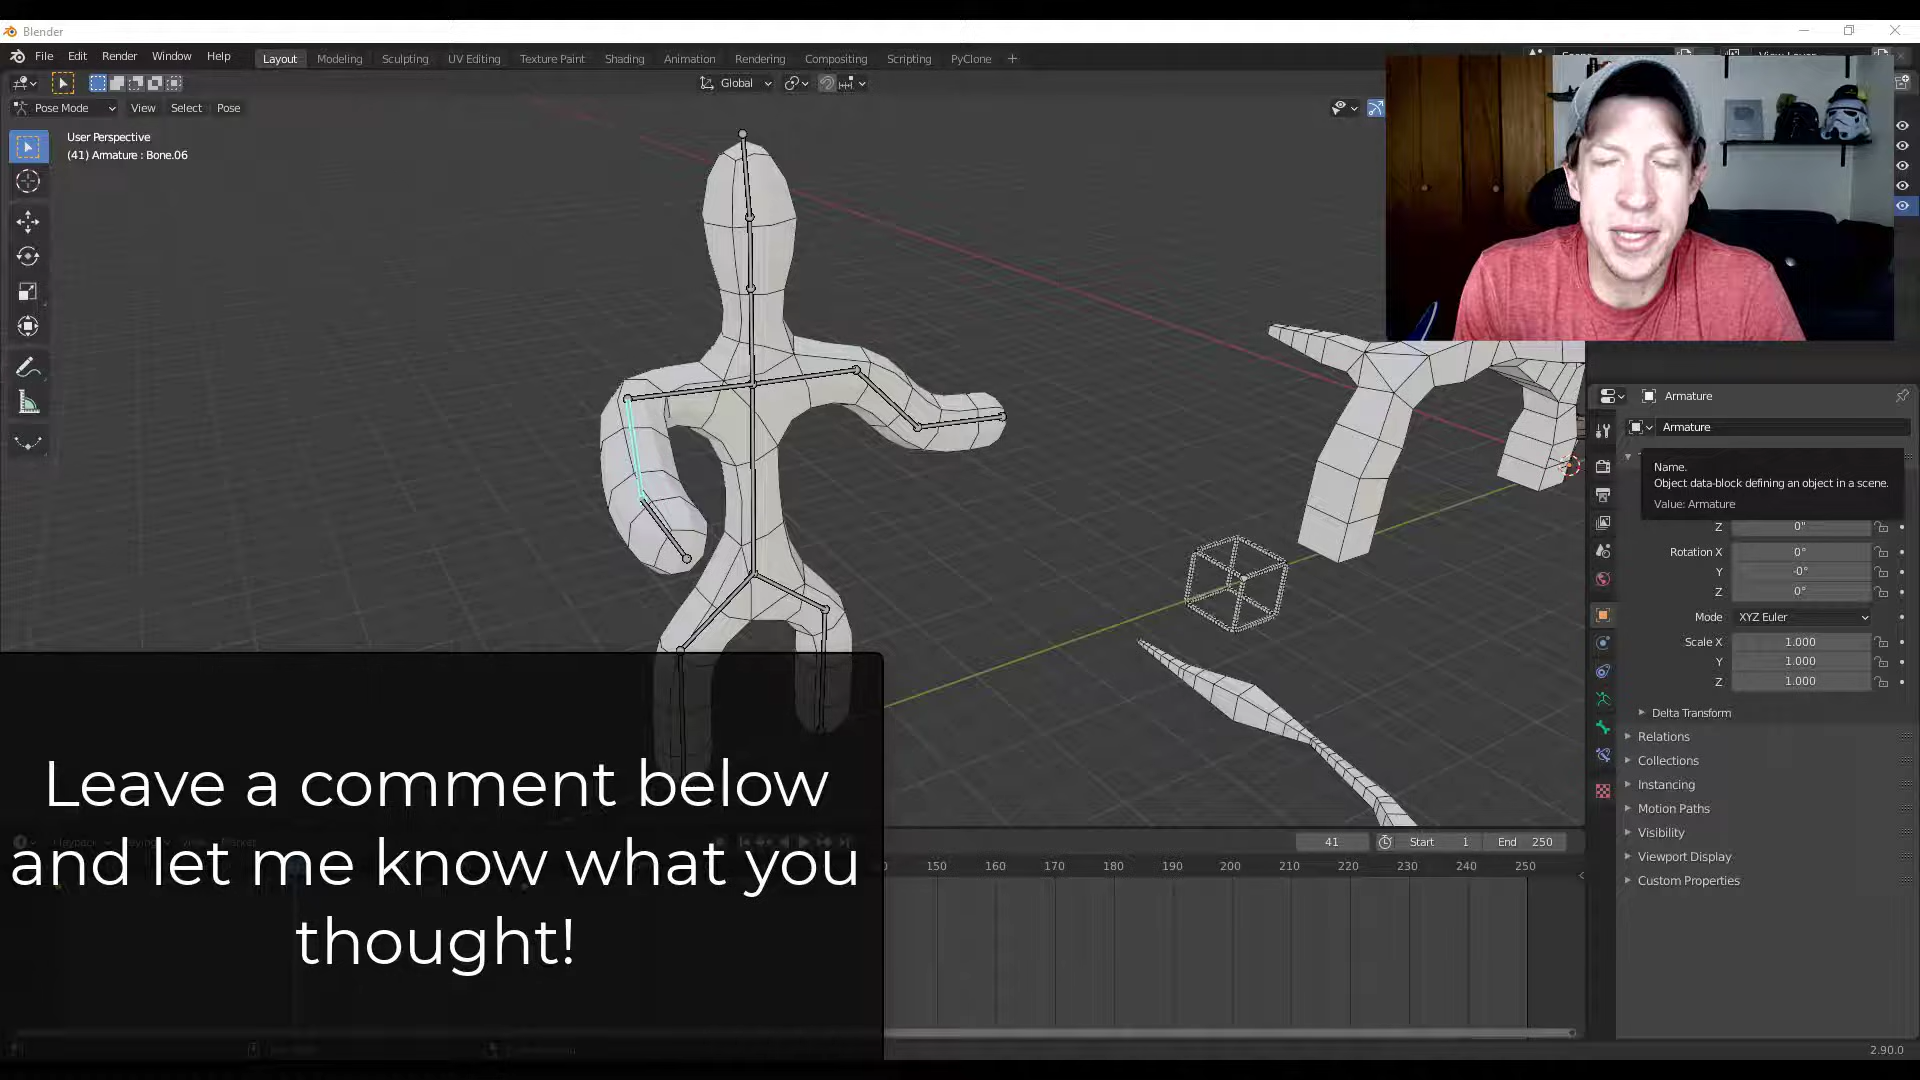 Blender
File Edit Render Window Help Layout Modeling Sculpting UV Editing Texture Paint Shading Animation Rendering Compositing Scripting PyClone +
Global
Pose Mode View Select Pose
User Perspective
(41) Armature : Bone.06
Armature
Armature
Name.
Object data-block defining an object in a scene.
Value: Armature
Z 0°
Rotation X 0°
Y -0°
Z 0°
Mode XYZ Euler
Scale X 1.000
Y 1.000
Z 1.000
Delta Transform
Relations
Collections
Instancing
Motion Paths
Visibility
Viewport Display
Custom Properties
Leave a comment below
and let me know what you
thought!
41 Start 1 End 250
150 160 170 180 190 200 210 220 230 240 250
2.90.0